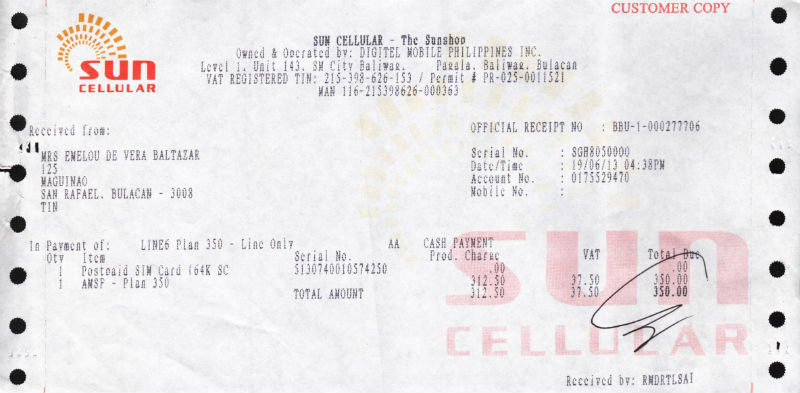 CUSTOMER COPY
sun
CELLULAR
SUN CELLULAR - The Sunshop
Owned & Operated by: DIGITEL MOBILE PHILIPPINES INC.
Level 1, Unit 143, SM City Baliwag, Pagala, Baliwag, Bulacan
VAT REGISTERED TIN: 215-398-626-153 / Permit # PR-025-0011521
MAN 116-215398626-000363
Received from: OFFICIAL RECEIPT NO : BBU-1-000277706
MRS EMELOU DE VERA BALTAZAR Serial No. : SGH8050000
125 Date/Time : 19/06/13 04:38PM
MAGUINAO Account No. : 0175529470
SAN RAFAEL, BULACAN - 3008 Mobile No. :
TIN
In Payment of: LINE6 Plan 350 - Line Only AA CASH PAYMENT
Qty Item Serial No. Prod. Charge VAT Total Due
1 Postpaid SIM Card (64K SC 5130740010574250 .00 .00
1 AMSF - Plan 350 312.50 37.50 350.00
TOTAL AMOUNT 312.50 37.50 350.00
sun
CELLULAR
Received by: RMDRTLSAI